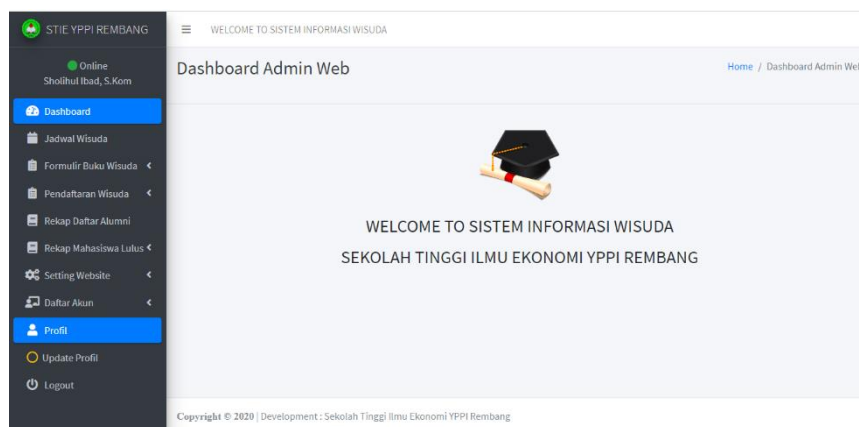 STIE YPPI REMBANG
WELCOME TO SISTEM INFORMASI WISUDA
Online
Sholihul Ibad, S.Kom
Dashboard Admin Web
Home / Dashboard Admin Web
Dashboard
Jadwal Wisuda
Formulir Buku Wisuda
Pendaftaran Wisuda
Rekap Daftar Alumni
Rekap Mahasiswa Lulus
Setting Website
Daftar Akun
Profil
Update Profil
Logout
WELCOME TO SISTEM INFORMASI WISUDA
SEKOLAH TINGGI ILMU EKONOMI YPPI REMBANG
Copyright © 2020 | Development : Sekolah Tinggi Ilmu Ekonomi YPPI Rembang